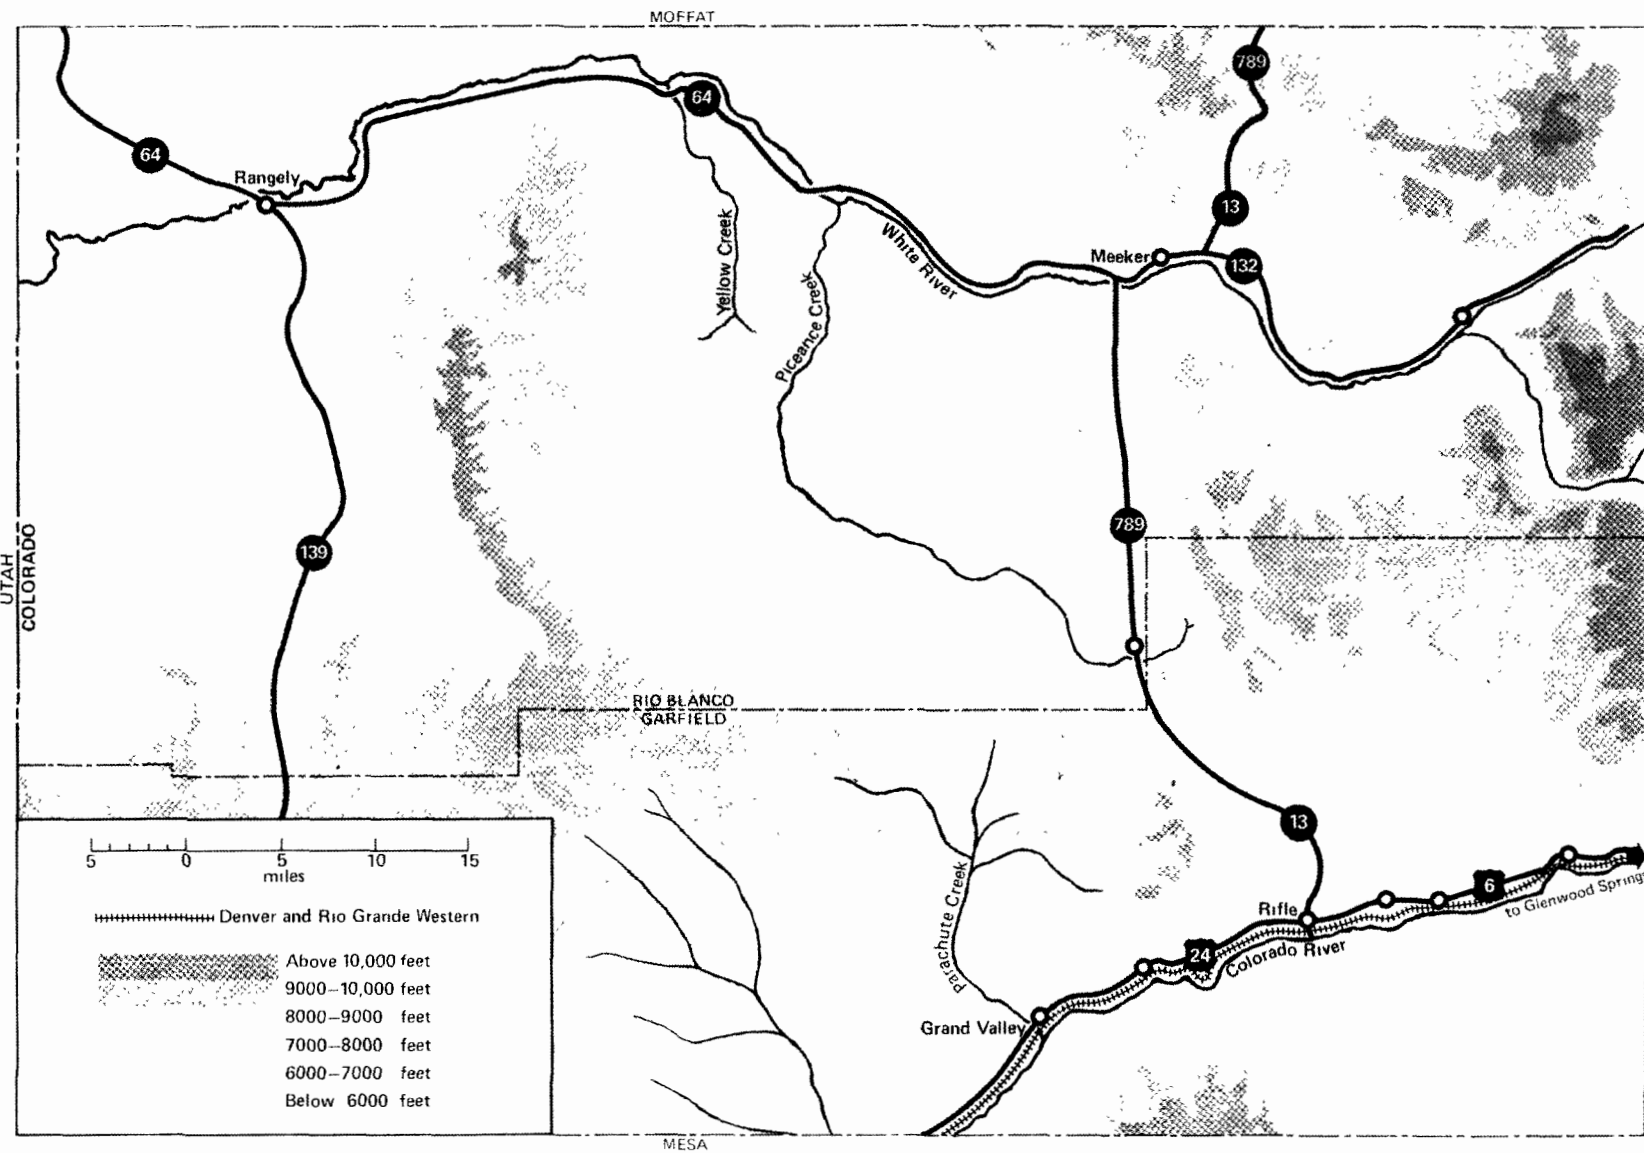 MOFFAT
789
64
64
Rangely
13
Yellow Creek
White River
Meeker
132
Piceance Creek
789
139
UTAH
COLORADO
RIO BLANCO
GARFIELD
13
5 0 5 10 15
miles
Denver and Rio Grande Western
Above 10,000 feet
9000–10,000 feet
8000–9000 feet
7000–8000 feet
6000–7000 feet
Below 6000 feet
Parachute Creek
6
to Glenwood Springs
Rifle
24
Colorado River
Grand Valley
MESA